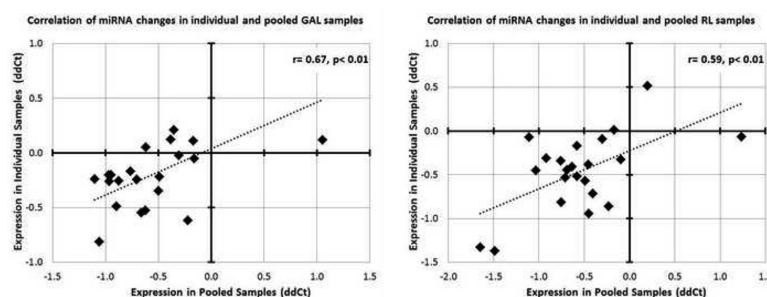 Correlation of miRNA changes in individual and pooled GAL samples
1.0
0.5
0.0
-0.5
-1.0
Expression in Individual Samples (ddCt)
r= 0.67, p< 0.01
-1.5 -1.0 -0.5 0.0 0.5 1.0 1.5
Expression in Pooled Samples (ddCt)
Correlation of miRNA changes in individual and pooled RL samples
1.0
0.5
0.0
-0.5
-1.0
-1.5
Expression in Individual Samples (ddCt)
r= 0.59, p< 0.01
-2.0 -1.5 -1.0 -0.5 0.0 0.5 1.0 1.5
Expression in Pooled Samples (ddCt)